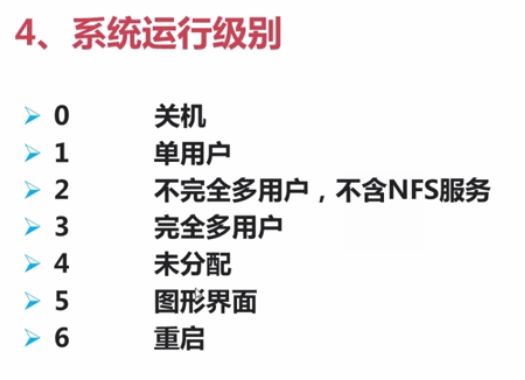 4、系统运行级别
0 关机
1 单用户
2 不完全多用户，不含NFS服务
3 完全多用户
4 未分配
5 图形界面
6 重启